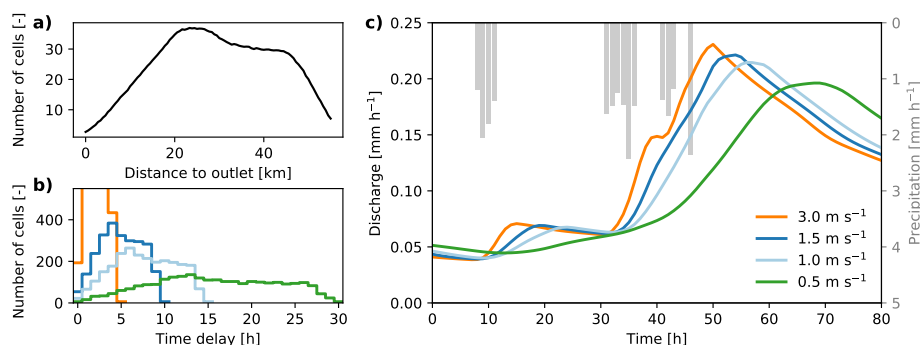 a)
Number of cells [-]
30
20
10
0
20
40
Distance to outlet [km]
b)
Number of cells [-]
400
200
0
0
5
10
15
20
25
30
Time delay [h]
c)
Discharge [mm h⁻¹]
0.25
0.20
0.15
0.10
0.05
0.00
0
10
20
30
40
50
60
70
80
Time [h]
3.0 m s⁻¹
1.5 m s⁻¹
1.0 m s⁻¹
0.5 m s⁻¹
0
1
2
3
4
5
Precipitation [mm h⁻¹]